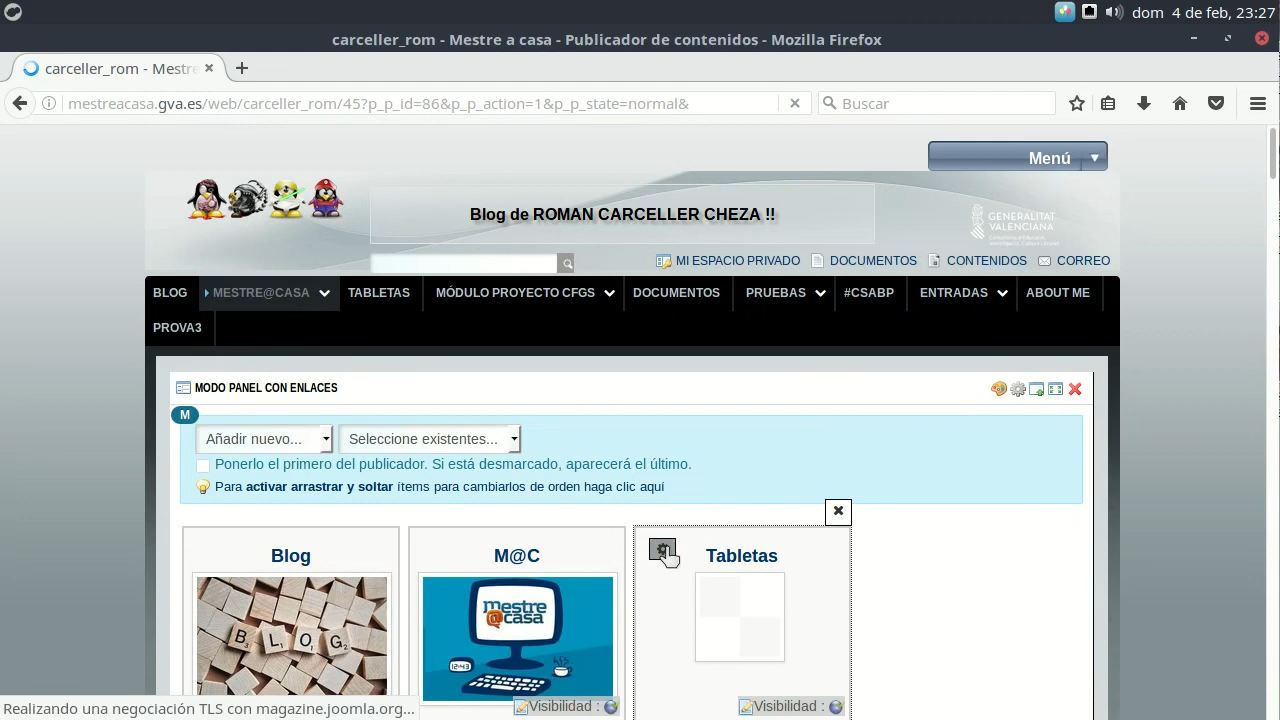 dom 4 de feb, 23:27
carceller_rom - Mestre a casa - Publicador de contenidos - Mozilla Firefox
carceller_rom - Mestre
mestreacasa.gva.es/web/carceller_rom/45?p_p_id=86&p_p_action=1&p_p_state=normal&
Buscar
Menú
Blog de ROMAN CARCELLER CHEZA !!
GENERALITAT
VALENCIANA
MI ESPACIO PRIVADO
DOCUMENTOS
CONTENIDOS
CORREO
BLOG
MESTRE@CASA
TABLETAS
MÓDULO PROYECTO CFGS
DOCUMENTOS
PRUEBAS
#CSABP
ENTRADAS
ABOUT ME
PROVA3
MODO PANEL CON ENLACES
M
Añadir nuevo...
Seleccione existentes...
Ponerlo el primero del publicador. Si está desmarcado, aparecerá el último.
Para activar arrastrar y soltar ítems para cambiarlos de orden haga clic aquí
Blog
M@C
Tabletas
B L O G
mestre
@casa
12:43
Visibilidad :
Visibilidad :
Realizando una negociación TLS con magazine.joomla.org...